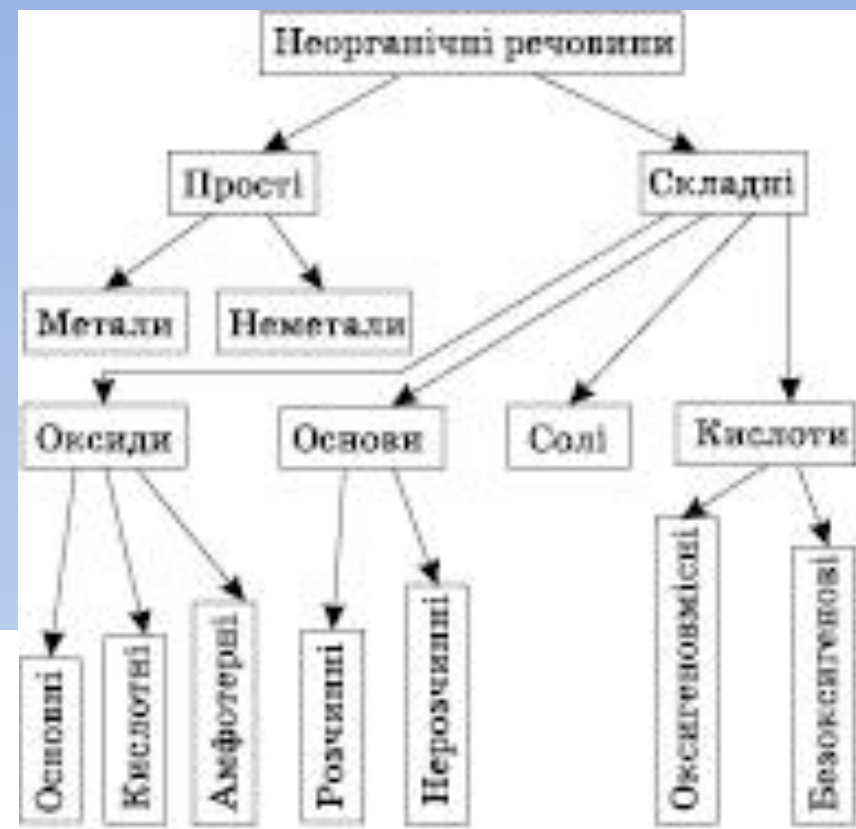 Неорганічні речовини
Прості
Складні
Метали
Неметали
Оксиди
Основи
Солі
Кислоти
Основні
Кислотні
Амфотерні
Розчинні
Нерозчинні
Оксигеновмісні
Безоксигенові